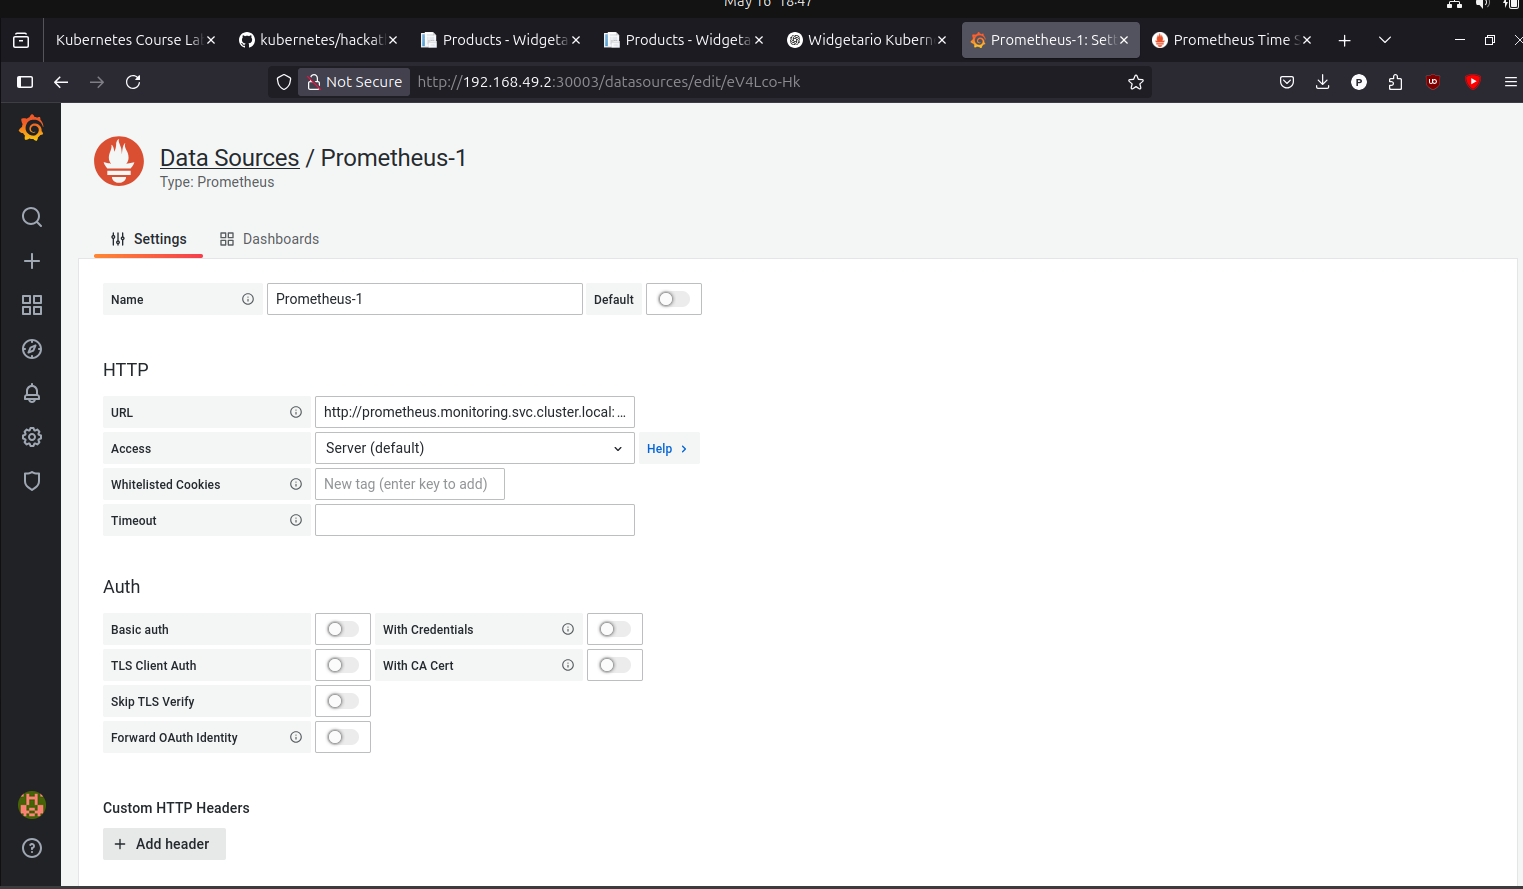 May 16 18:47
Kubernetes Course La
kubernetes/hackat
Products - Widgeta
Products - Widgeta
Widgetario Kubern
Prometheus-1: Set
Prometheus Time S
Not Secure http://192.168.49.2:30003/datasources/edit/eV4Lco-Hk
Data Sources / Prometheus-1
Type: Prometheus
Settings Dashboards
Name Prometheus-1 Default
HTTP
URL http://prometheus.monitoring.svc.cluster.local:...
Access Server (default) Help >
Whitelisted Cookies New tag (enter key to add)
Timeout
Auth
Basic auth With Credentials
TLS Client Auth With CA Cert
Skip TLS Verify
Forward OAuth Identity
Custom HTTP Headers
+ Add header